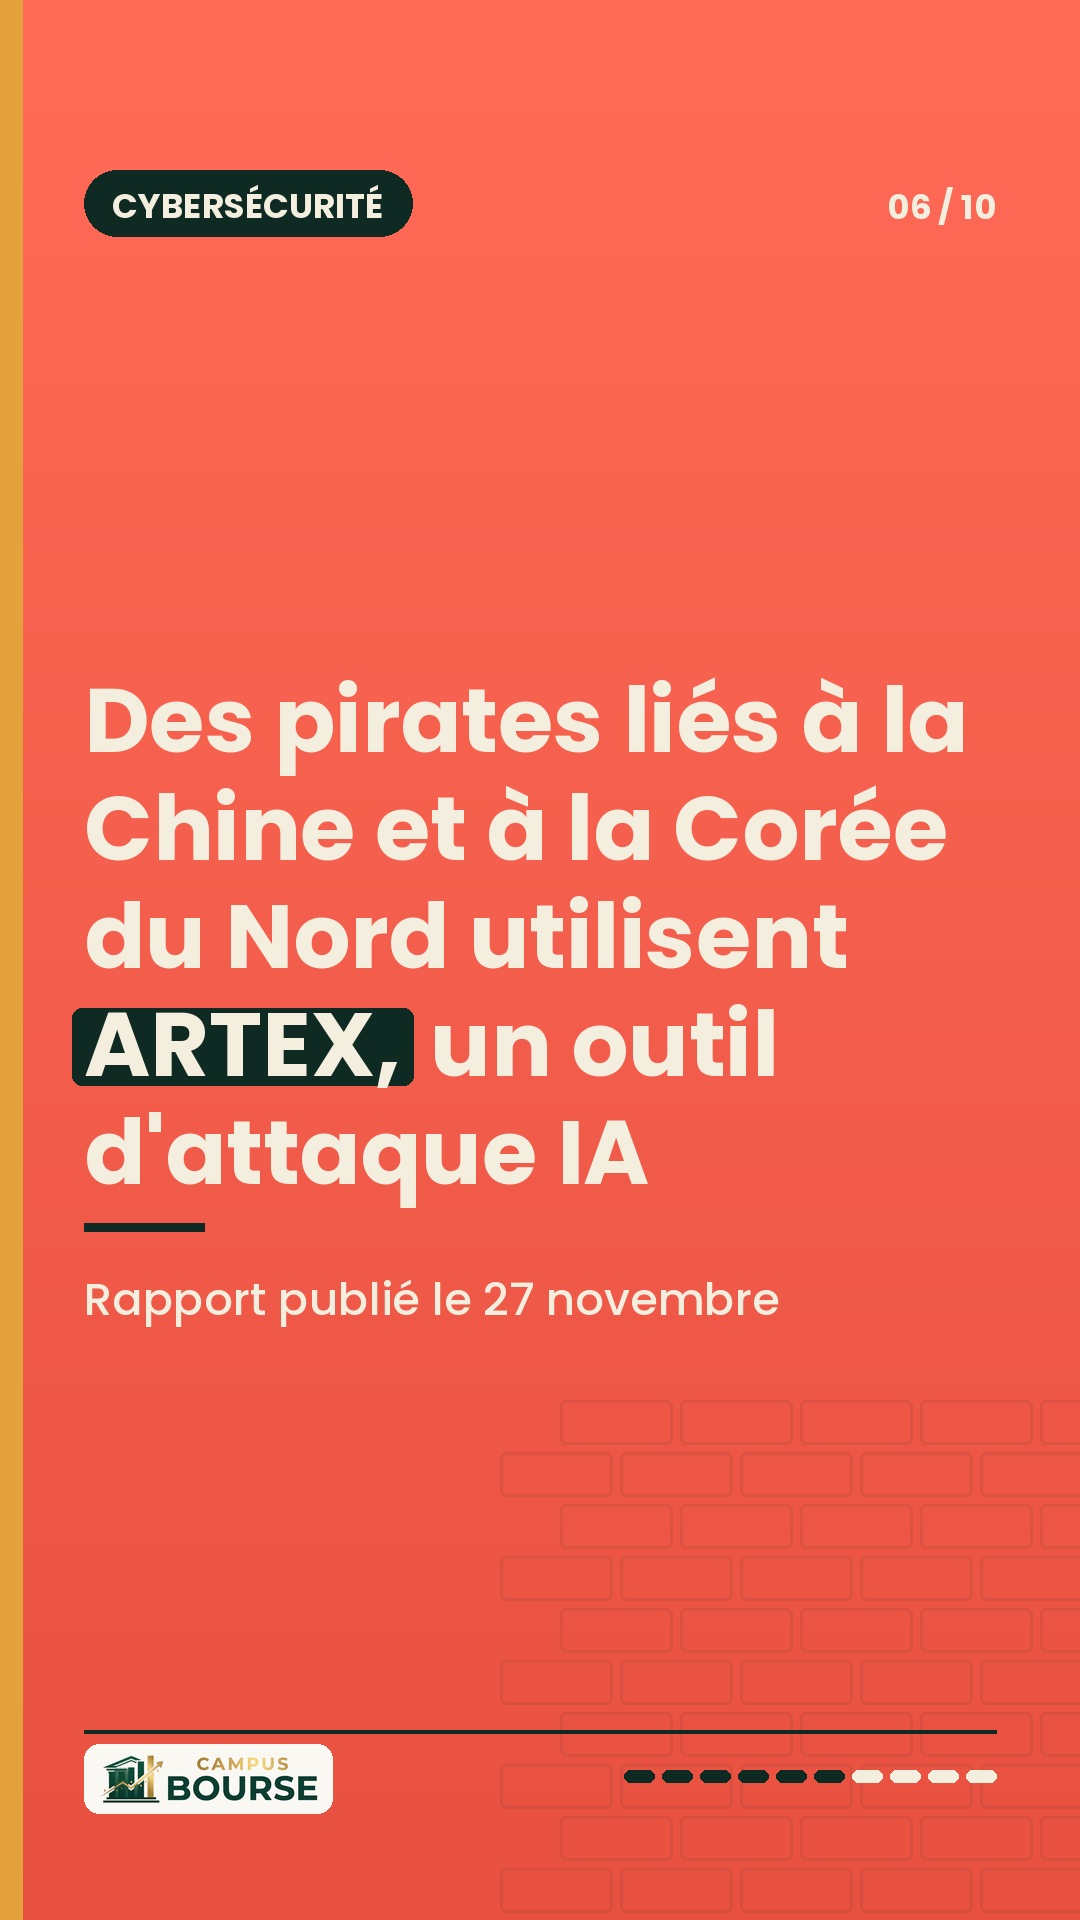 CYBERSÉCURITÉ
06 / 10
Des pirates liés à la
Chine et à la Corée
du Nord utilisent
ARTEX, un outil
d'attaque IA
Rapport publié le 27 novembre
CAMPUS
BOURSE